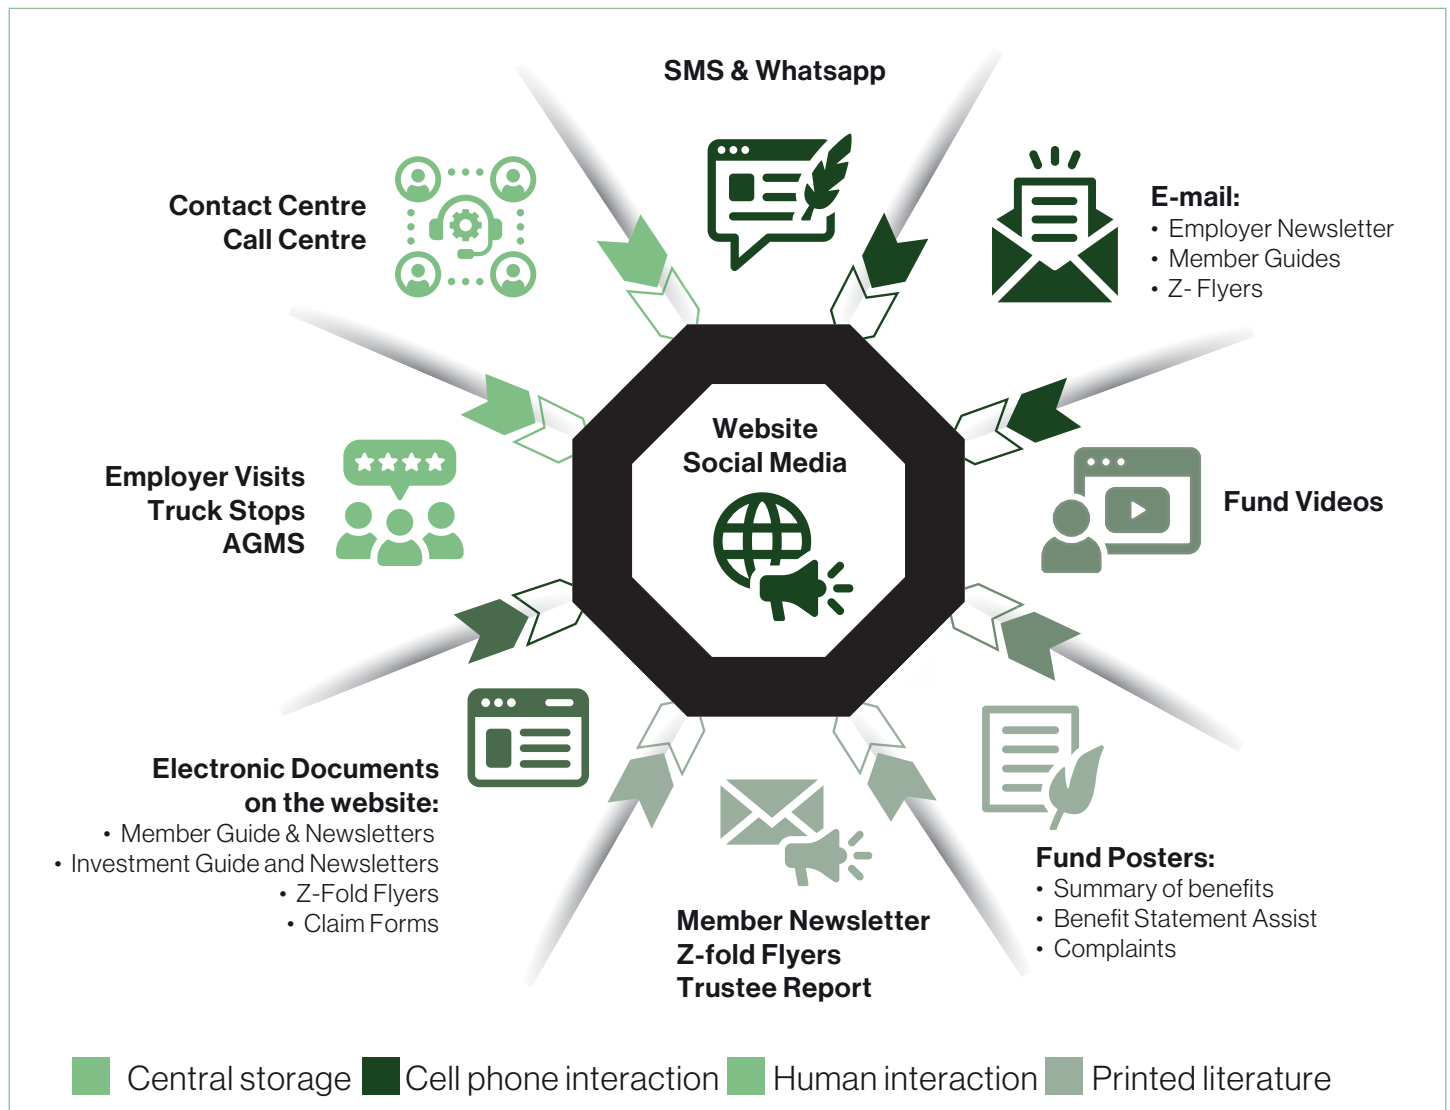 SMS & Whatsapp
Contact Centre
Call Centre
E-mail:
• Employer Newsletter
• Member Guides
• Z- Flyers
Website
Social Media
Employer Visits
Truck Stops
AGMS
Fund Videos
Electronic Documents
on the website:
• Member Guide & Newsletters
• Investment Guide and Newsletters
• Z-Fold Flyers
• Claim Forms
Member Newsletter
Z-fold Flyers
Trustee Report
Fund Posters:
• Summary of benefits
• Benefit Statement Assist
• Complaints
Central storage
Cell phone interaction
Human interaction
Printed literature